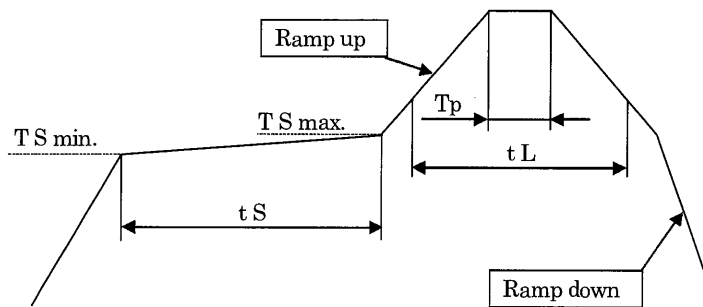 Ramp up
Tp
T S max.
T S min.
t L
t S
Ramp down